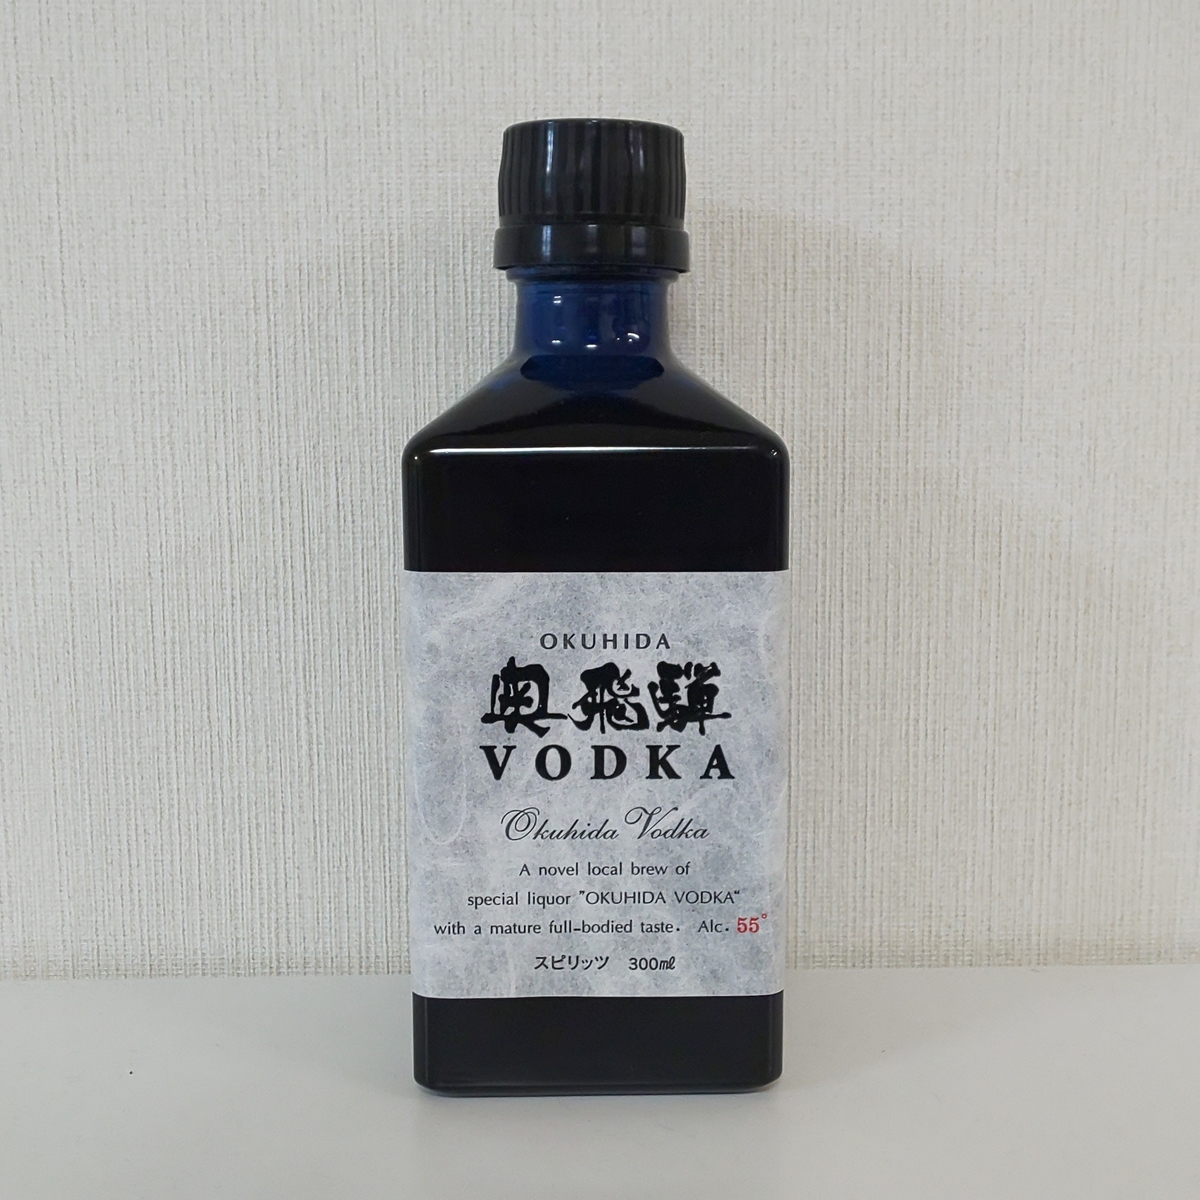 OKUHIDA
奥飛騨
VODKA
Okuhida Vodka
A novel local brew of
special liquor "OKUHIDA VODKA"
with a mature full-bodied taste. Alc. 55°
スピリッツ 300㎖